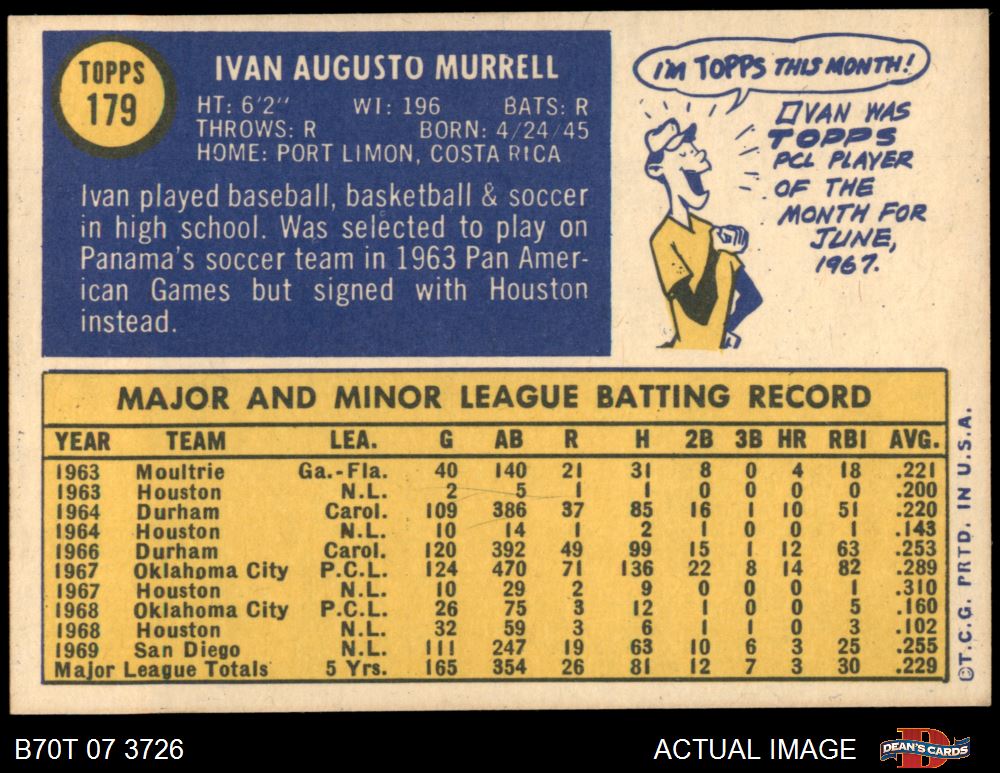 TOPPS
179
IVAN AUGUSTO MURRELL
HT: 6'2" WT: 196 BATS: R
THROWS: R BORN: 4/24/45
HOME: PORT LIMON, COSTA RICA
Ivan played baseball, basketball & soccer
in high school. Was selected to play on
Panama's soccer team in 1963 Pan Amer-
ican Games but signed with Houston
instead.
I'M TOPPS THIS MONTH!
IVAN WAS
TOPPS
PCL PLAYER
OF THE
MONTH FOR
JUNE,
1967.
MAJOR AND MINOR LEAGUE BATTING RECORD
YEAR TEAM LEA. G AB R H 2B 3B HR RBI AVG.
1963 Moultrie Ga.-Fla. 40 140 21 31 8 0 4 18 .221
1963 Houston N.L. 2 5 1 1 0 0 0 0 .200
1964 Durham Carol. 109 386 37 85 16 1 10 51 .220
1964 Houston N.L. 10 14 1 2 1 0 0 1 .143
1966 Durham Carol. 120 392 49 99 15 1 12 63 .253
1967 Oklahoma City P.C.L. 124 470 71 136 22 8 14 82 .289
1967 Houston N.L. 10 29 2 9 0 0 0 1 .310
1968 Oklahoma City P.C.L. 26 75 3 12 1 0 0 5 .160
1968 Houston N.L. 32 59 3 6 1 1 0 3 .102
1969 San Diego N.L. 111 247 19 63 10 6 3 25 .255
Major League Totals 5 Yrs. 165 354 26 81 12 7 3 30 .229
©T.C.G. PRTD. IN U.S.A.
B70T 07 3726
ACTUAL IMAGE
D
DEAN'S CARDS